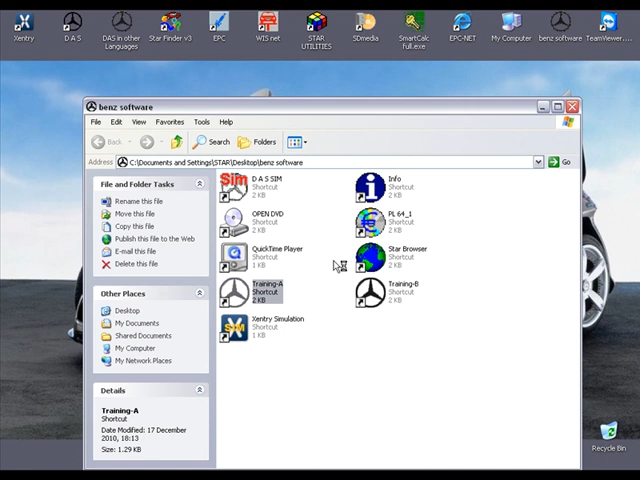 Xentry
D A S
DAS in other
Languages
Star Finder v3
EPC
WIS net
STAR
UTILITIES
SDmedia
SmartCalc
full.exe
EPC-NET
My Computer
benz software
TeamViewer....
benz software
File Edit View Favorites Tools Help
Back Search Folders
Address C:\Documents and Settings\STAR\Desktop\benz software Go
File and Folder Tasks
Rename this file
Move this file
Copy this file
Publish this file to the Web
E-mail this file
Delete this file
Other Places
Desktop
My Documents
Shared Documents
My Computer
My Network Places
Details
Training-A
Shortcut
Date Modified: 17 December
2010, 18:13
Size: 1.29 KB
Sim
D A S SIM
Shortcut
2 KB
Info
Shortcut
2 KB
OPEN DVD
Shortcut
2 KB
PL 64_1
Shortcut
2 KB
QuickTime Player
Shortcut
1 KB
Star Browser
Shortcut
2 KB
Training-A
Shortcut
2 KB
Training-B
Shortcut
2 KB
SIM
Xentry Simulation
Shortcut
1 KB
Recycle Bin